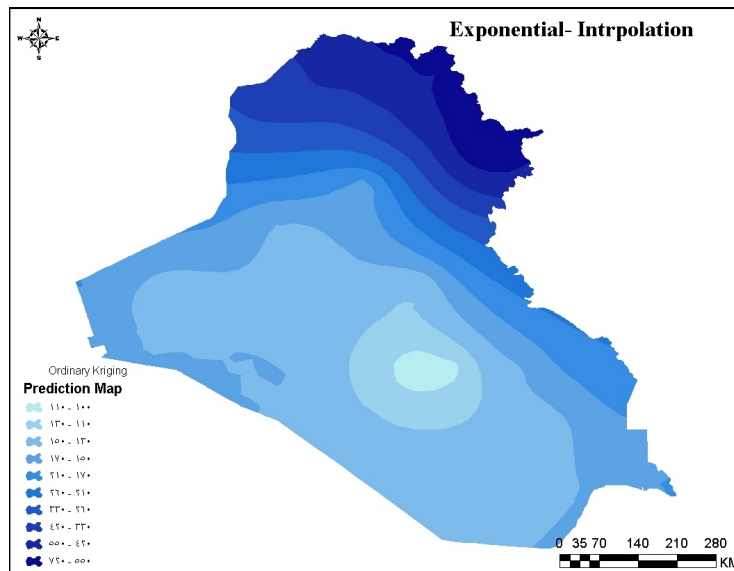 Exponential- Intrpolation
N
W E
S
Ordinary Kriging
Prediction Map
١١٠ - ١٠٠
١٣٠ - ١١٠
١٥٠ - ١٣٠
١٧٠ - ١٥٠
٢١٠ - ١٧٠
٢٦٠ - ٢١٠
٣٣٠ - ٢٦٠
٤٢٠ - ٣٣٠
٥٥٠ - ٤٢٠
٧٢٠ - ٥٥٠
0 35 70 140 210 280
KM